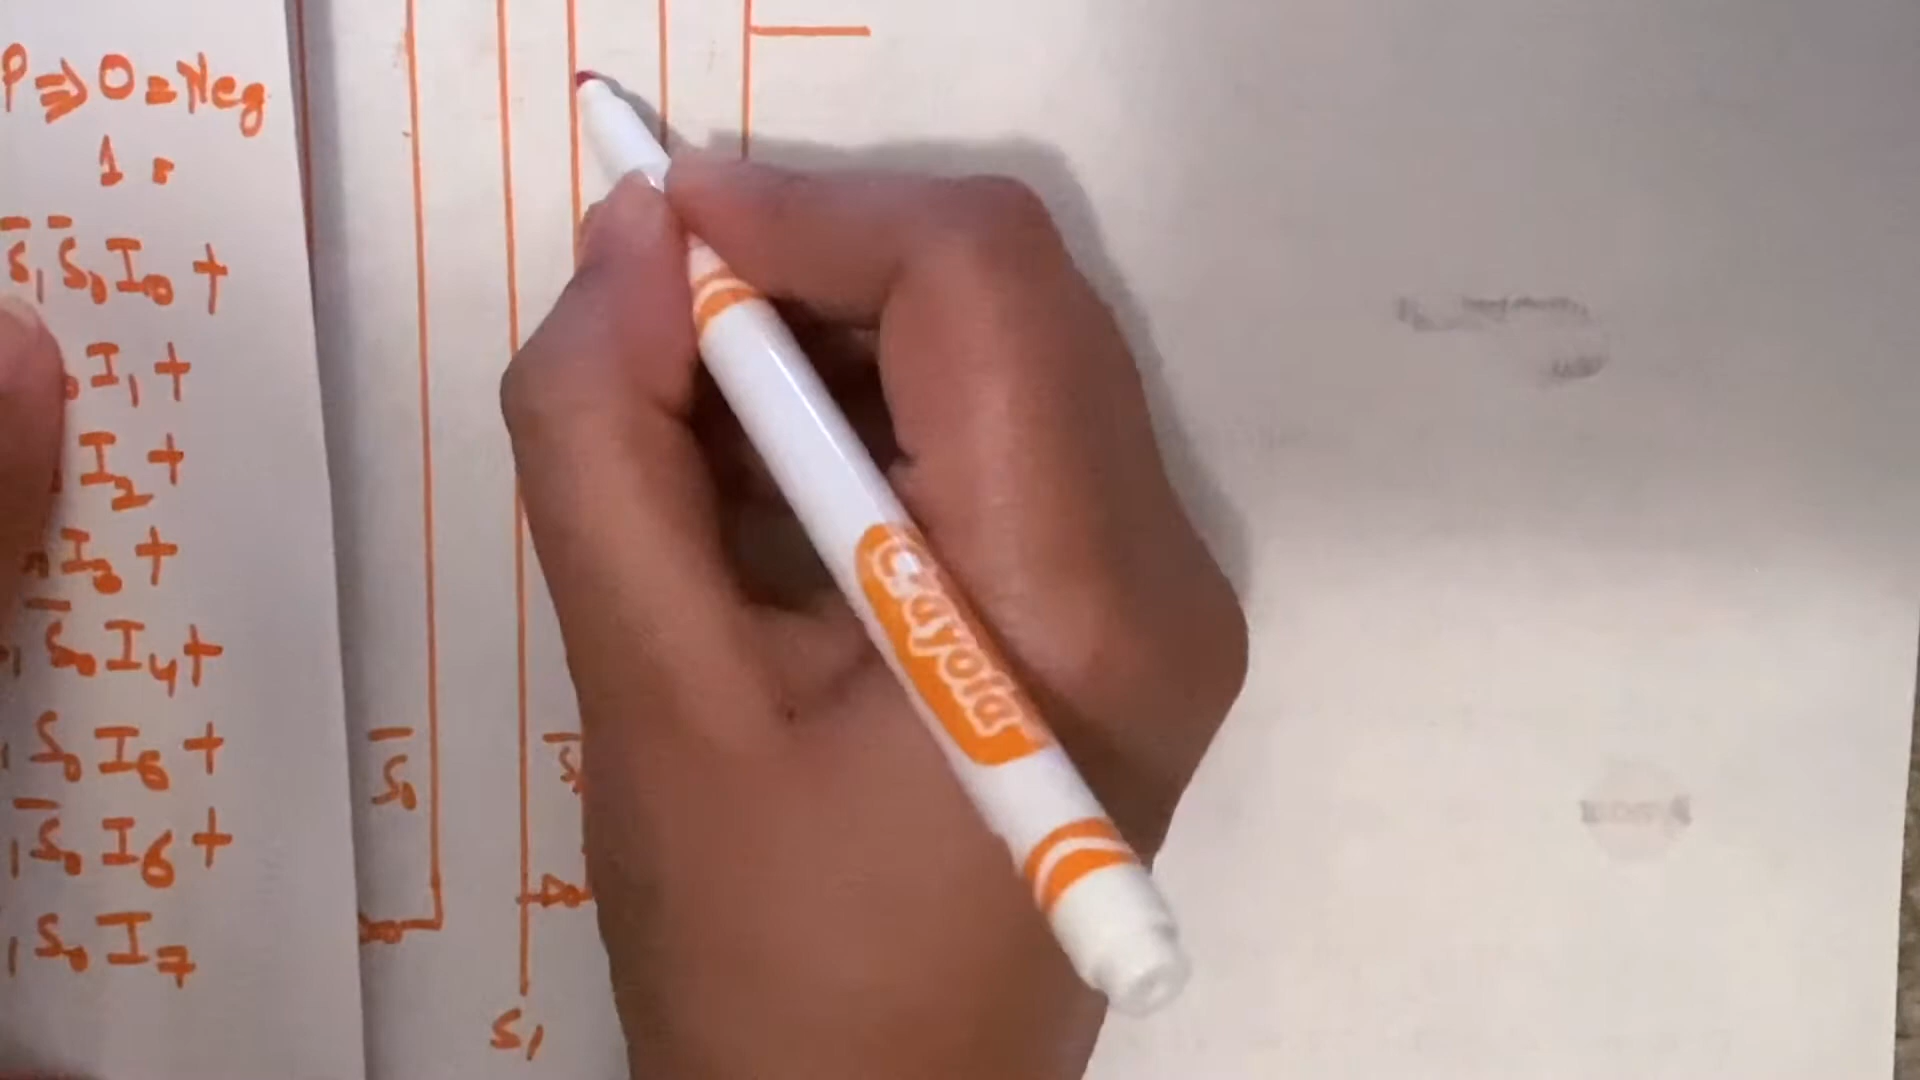 P ⇒ 0 = Neg
1 =
S̅₁ S̅₀ I₀ +
I₁ +
I₂ +
I₃ +
S̅₀ I₄ +
S₀ I₆ +
S̅₀ I₆ +
S₀ I₇
S̅₀
S₁
Crayola